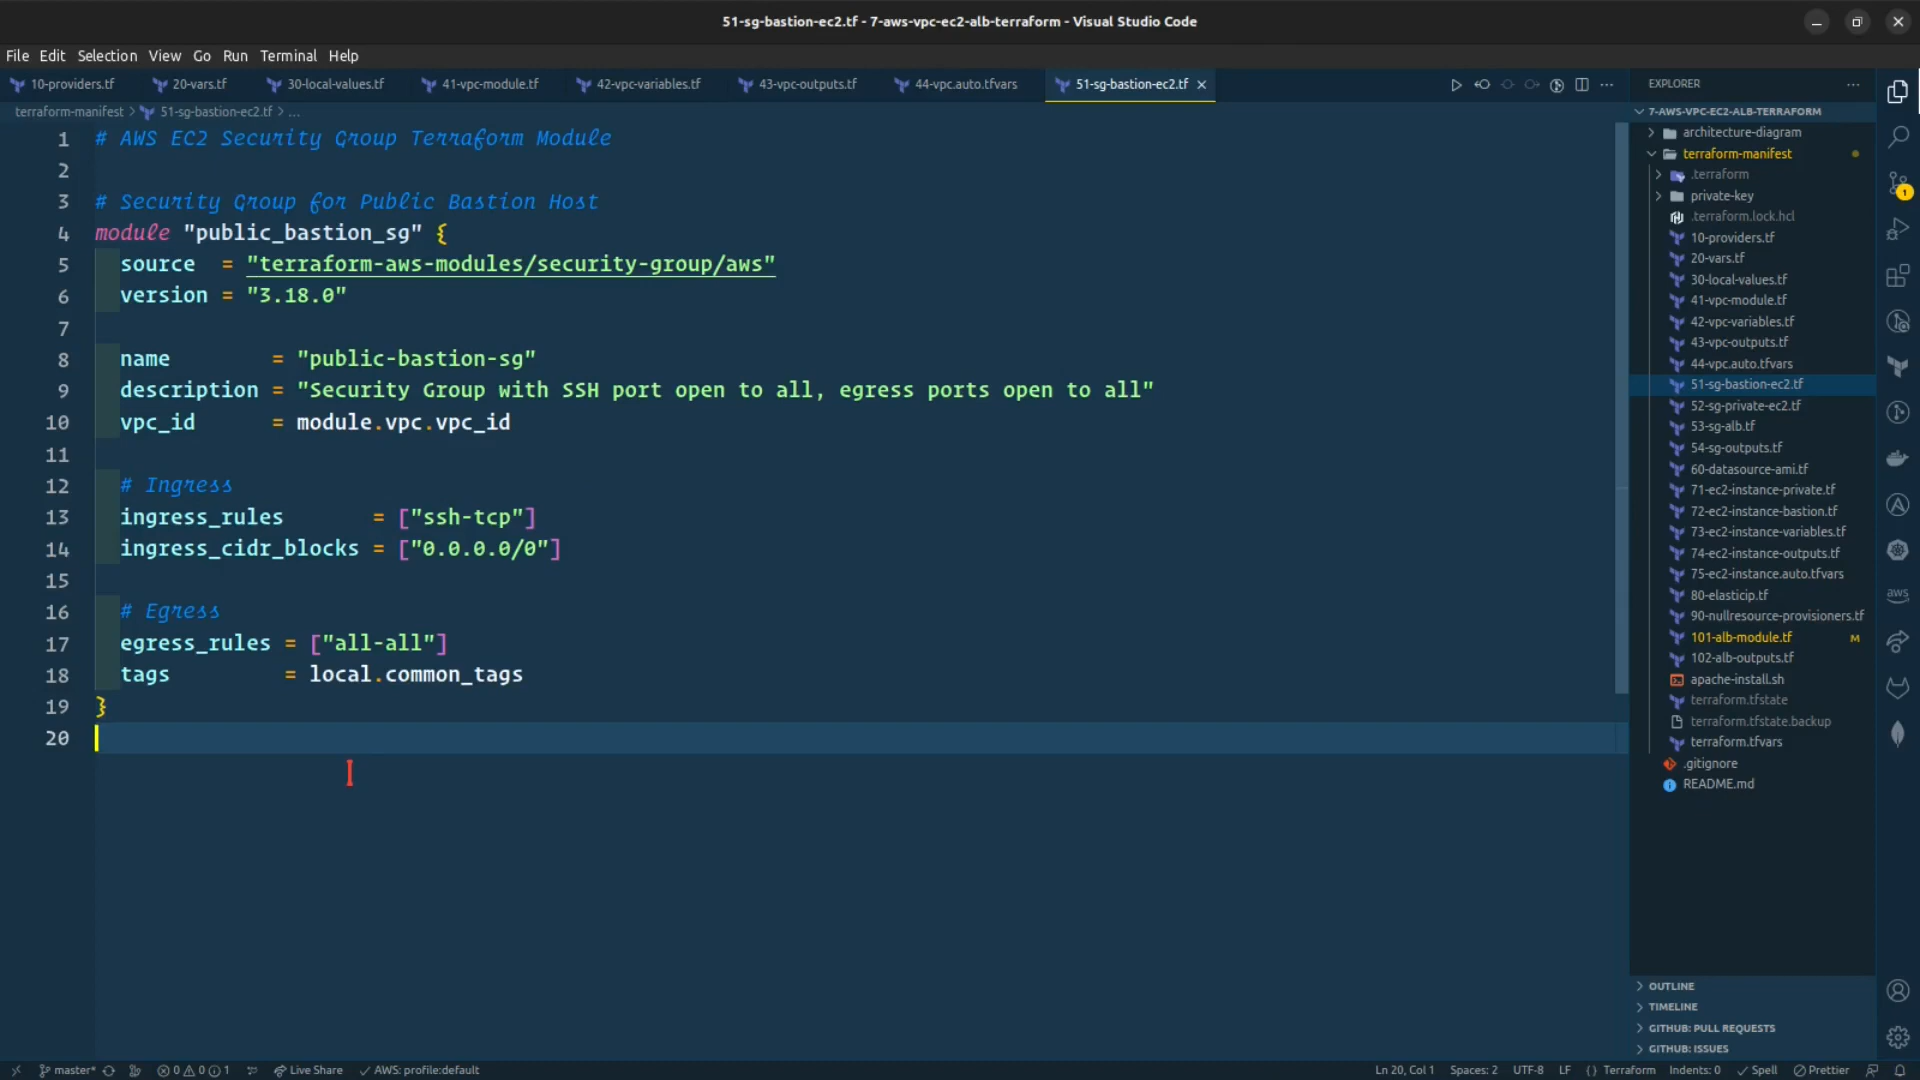 51-sg-bastion-ec2.tf - 7-aws-vpc-ec2-alb-terraform - Visual Studio Code
File Edit Selection View Go Run Terminal Help
10-providers.tf 20-vars.tf 30-local-values.tf 41-vpc-module.tf 42-vpc-variables.tf 43-vpc-outputs.tf 44-vpc.auto.tfvars 51-sg-bastion-ec2.tf
terraform-manifest > 51-sg-bastion-ec2.tf > ...
1 # AWS EC2 Security Group Terraform Module
2
3 # Security Group for Public Bastion Host
4 module "public_bastion_sg" {
5 source = "terraform-aws-modules/security-group/aws"
6 version = "3.18.0"
7
8 name = "public-bastion-sg"
9 description = "Security Group with SSH port open to all, egress ports open to all"
10 vpc_id = module.vpc.vpc_id
11
12 # Ingress
13 ingress_rules = ["ssh-tcp"]
14 ingress_cidr_blocks = ["0.0.0.0/0"]
15
16 # Egress
17 egress_rules = ["all-all"]
18 tags = local.common_tags
19 }
20
EXPLORER
7-AWS-VPC-EC2-ALB-TERRAFORM
architecture-diagram
terraform-manifest
.terraform
private-key
.terraform.lock.hcl
10-providers.tf
20-vars.tf
30-local-values.tf
41-vpc-module.tf
42-vpc-variables.tf
43-vpc-outputs.tf
44-vpc.auto.tfvars
51-sg-bastion-ec2.tf
52-sg-private-ec2.tf
53-sg-alb.tf
54-sg-outputs.tf
60-datasource-ami.tf
71-ec2-instance-private.tf
72-ec2-instance-bastion.tf
73-ec2-instance-variables.tf
74-ec2-instance-outputs.tf
75-ec2-instance.auto.tfvars
80-elasticip.tf
90-nullresource-provisioners.tf
101-alb-module.tf M
102-alb-outputs.tf
apache-install.sh
terraform.tfstate
terraform.tfstate.backup
terraform.tfvars
.gitignore
README.md
OUTLINE
TIMELINE
GITHUB: PULL REQUESTS
GITHUB: ISSUES
1
aws
master* 0 0 1 Live Share AWS: profile:default Ln 20, Col 1 Spaces: 2 UTF-8 LF { } Terraform Indents: 0 Spell Prettier